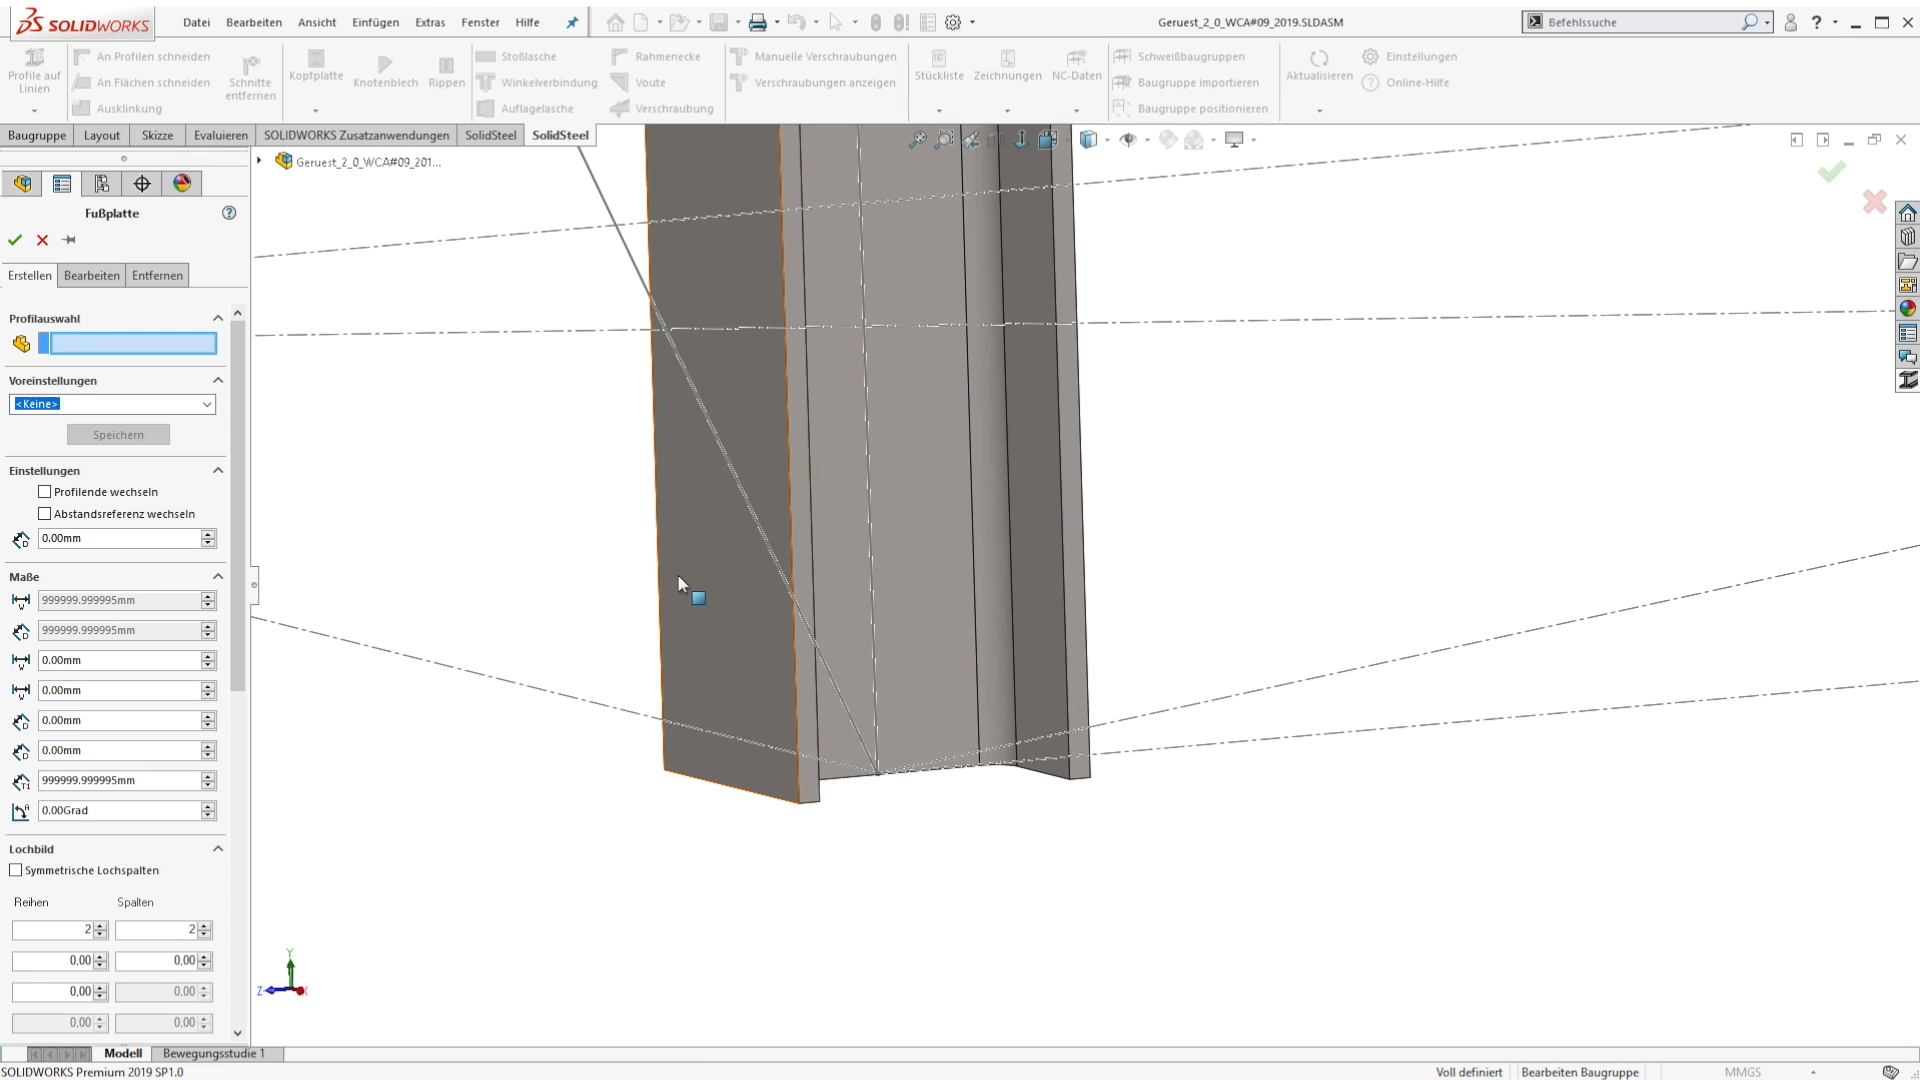 SOLIDWORKS
Datei Bearbeiten Ansicht Einfügen Extras Fenster Hilfe
Geruest_2_0_WCA#09_2019.SLDASM
Befehlssuche
Profile auf Linien
An Profilen schneiden
An Flächen schneiden
Ausklinkung
Schnitte entfernen
Kopfplatte
Knotenblech
Rippen
Stoßlasche
Winkelverbindung
Auflagelasche
Rahmenecke
Voute
Verschraubung
Manuelle Verschraubungen
Verschraubungen anzeigen
Stückliste
Zeichnungen
NC-Daten
Schweißbaugruppen
Baugruppe importieren
Baugruppe positionieren
Aktualisieren
Einstellungen
Online-Hilfe
Baugruppe Layout Skizze Evaluieren SOLIDWORKS Zusatzanwendungen SolidSteel SolidSteel
Geruest_2_0_WCA#09_201...
Fußplatte
Erstellen Bearbeiten Entfernen
Profilauswahl
Voreinstellungen
<Keine>
Speichern
Einstellungen
Profilende wechseln
Abstandsreferenz wechseln
D 0.00mm
Maße
999999.999995mm
D 999999.999995mm
0.00mm
0.00mm
D 0.00mm
D 0.00mm
T1 999999.999995mm
A 0.00Grad
Lochbild
Symmetrische Lochspalten
Reihen Spalten
2 2
0,00 0,00
0,00 0,00
0,00 0,00
Y
Z X
Modell Bewegungsstudie 1
SOLIDWORKS Premium 2019 SP1.0
Voll definiert Bearbeiten Baugruppe MMGS